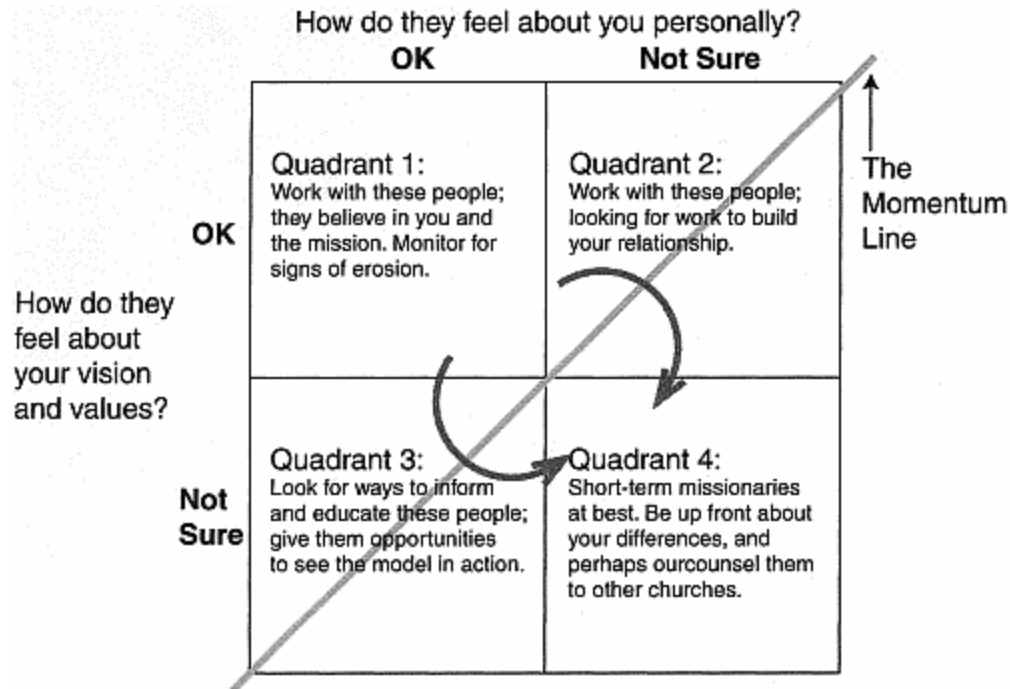 How do they feel about you personally?
OK
Not Sure
Quadrant 1:
Work with these people;
they believe in you and
the mission. Monitor for
signs of erosion.
Quadrant 2:
Work with these people;
looking for work to build
your relationship.
The
Momentum
Line
OK
How do they
feel about
your vision
and values?
Not
Sure
Quadrant 3:
Look for ways to inform
and educate these people;
give them opportunities
to see the model in action.
Quadrant 4:
Short-term missionaries
at best. Be up front about
your differences, and
perhaps ourcounsel them
to other churches.